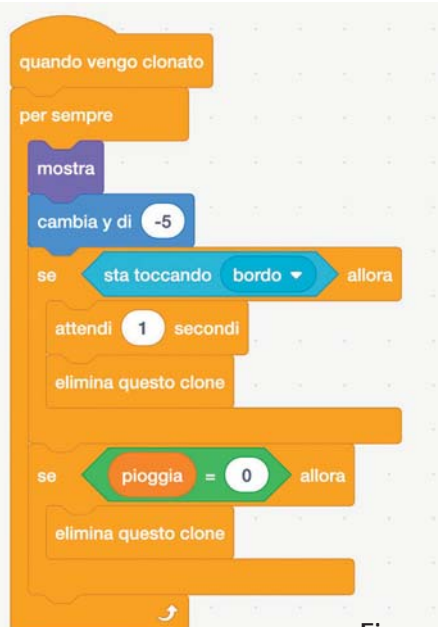 quando vengo clonato
per sempre
mostra
cambia y di -5
se sta toccando bordo allora
attendi 1 secondi
elimina questo clone
se pioggia = 0 allora
elimina questo clone